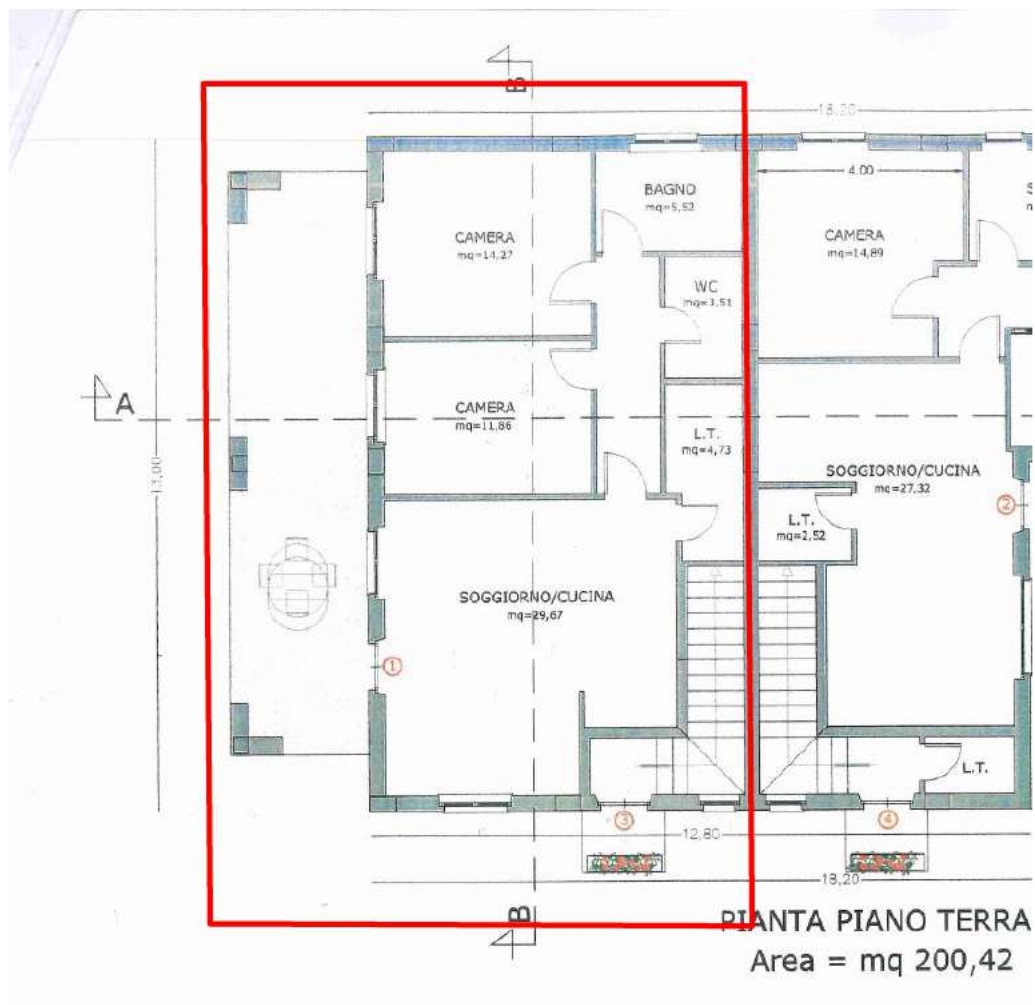 B
18,20
4.00
BAGNO
mq=5,52
CAMERA
mq=14,27
CAMERA
mq=14,89
WC
mq=3,51
A
CAMERA
mq=11,86
L.T.
mq=4,73
SOGGIORNO/CUCINA
mq=27,32
13,00
2
L.T.
mq=2,52
SOGGIORNO/CUCINA
mq=29,67
1
L.T.
3
4
12,80
18,20
B
PIANTA PIANO TERRA
Area = mq 200,42